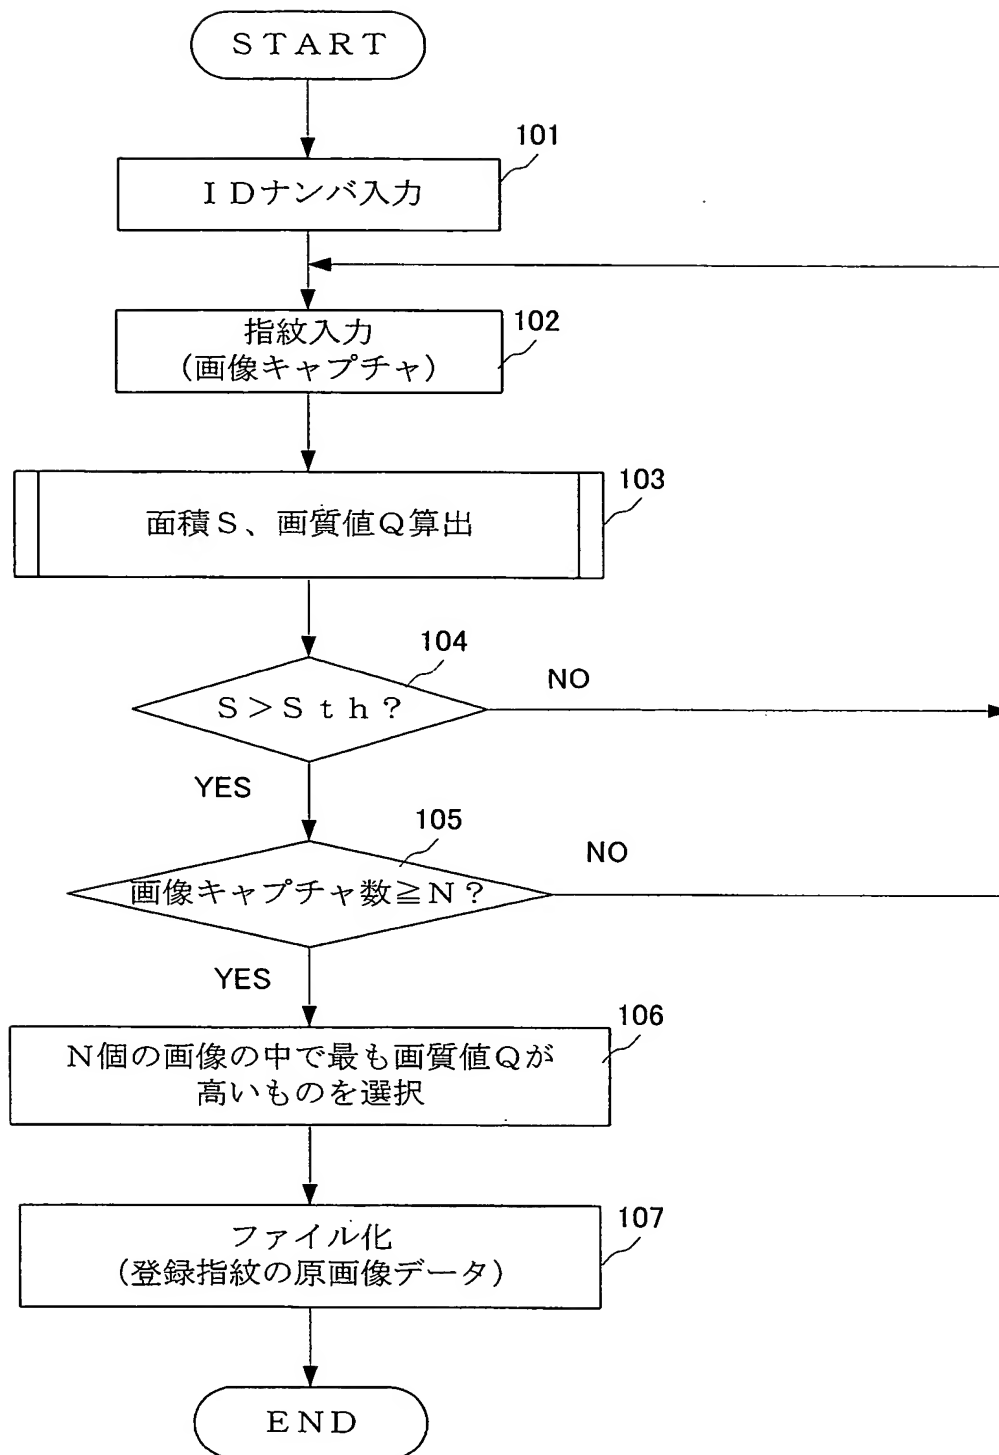 START
101
IDナンバ入力
102
指紋入力
(画像キャプチャ)
103
面積S、画質値Q算出
104
S>Sth?
NO
YES
105
画像キャプチャ数≧N?
NO
YES
106
N個の画像の中で最も画質値Qが
高いものを選択
107
ファイル化
(登録指紋の原画像データ)
END